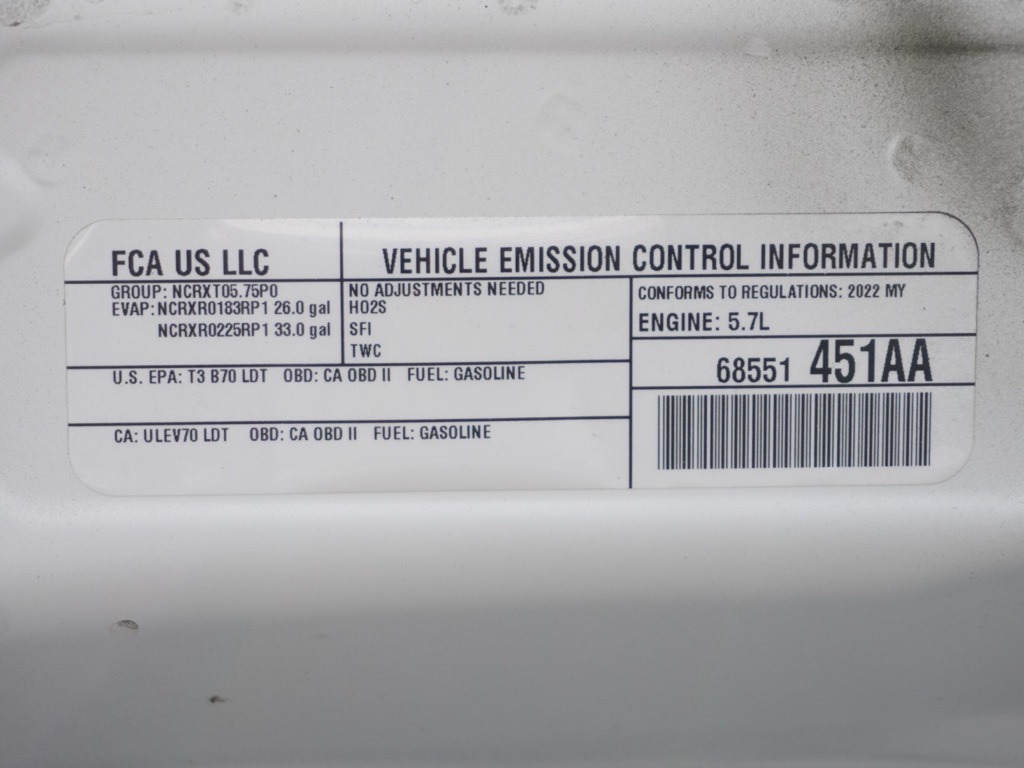 FCA US LLC
VEHICLE EMISSION CONTROL INFORMATION
GROUP: NCRXT05.75P0
EVAP: NCRXR0183RP1 26.0 gal
NCRXR0225RP1 33.0 gal
NO ADJUSTMENTS NEEDED
HO2S
SFI
TWC
CONFORMS TO REGULATIONS: 2022 MY
ENGINE: 5.7L
68551 451AA
U.S. EPA: T3 B70 LDT OBD: CA OBD II FUEL: GASOLINE
CA: ULEV70 LDT OBD: CA OBD II FUEL: GASOLINE